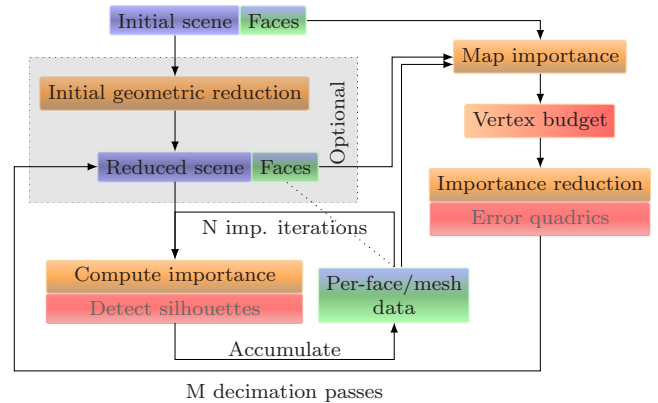 Initial scene Faces
Map importance
Initial geometric reduction
Optional
Vertex budget
Reduced scene Faces
Importance reduction
Error quadrics
N imp. iterations
Compute importance
Detect silhouettes
Per-face/mesh
data
Accumulate
M decimation passes